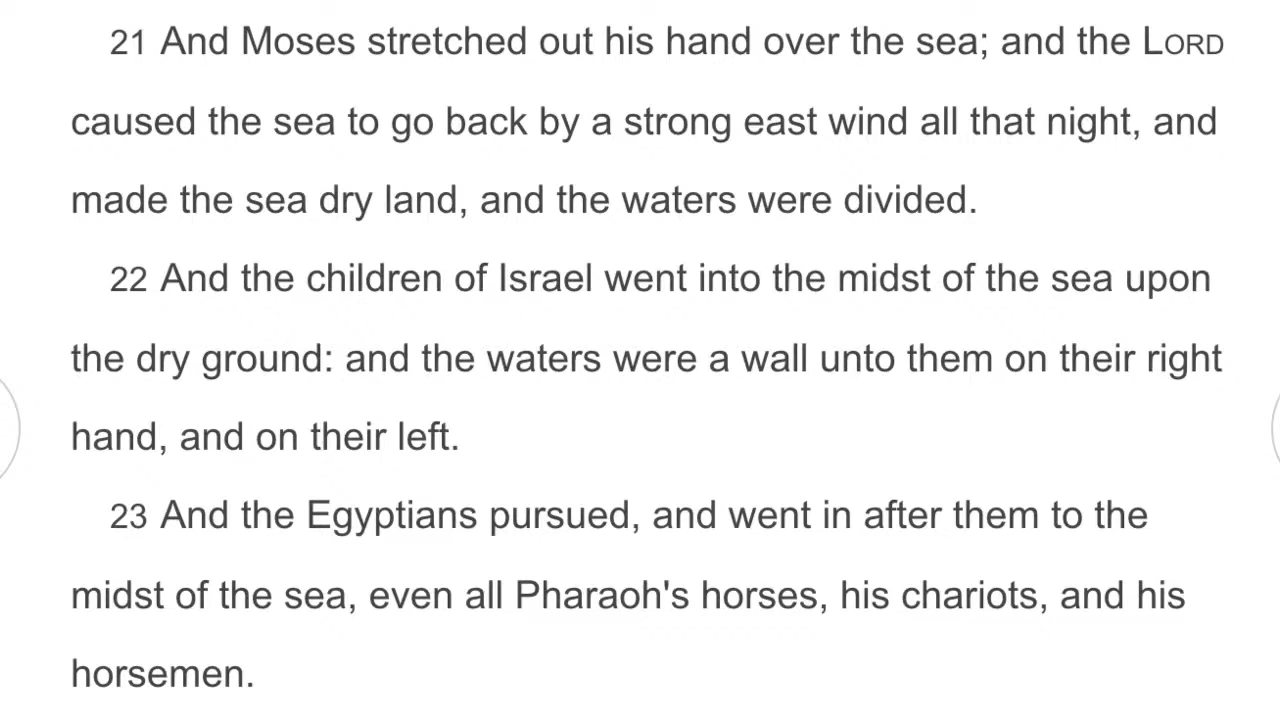 21 And Moses stretched out his hand over the sea; and the LORD
caused the sea to go back by a strong east wind all that night, and
made the sea dry land, and the waters were divided.
22 And the children of Israel went into the midst of the sea upon
the dry ground: and the waters were a wall unto them on their right
hand, and on their left.
23 And the Egyptians pursued, and went in after them to the
midst of the sea, even all Pharaoh's horses, his chariots, and his
horsemen.